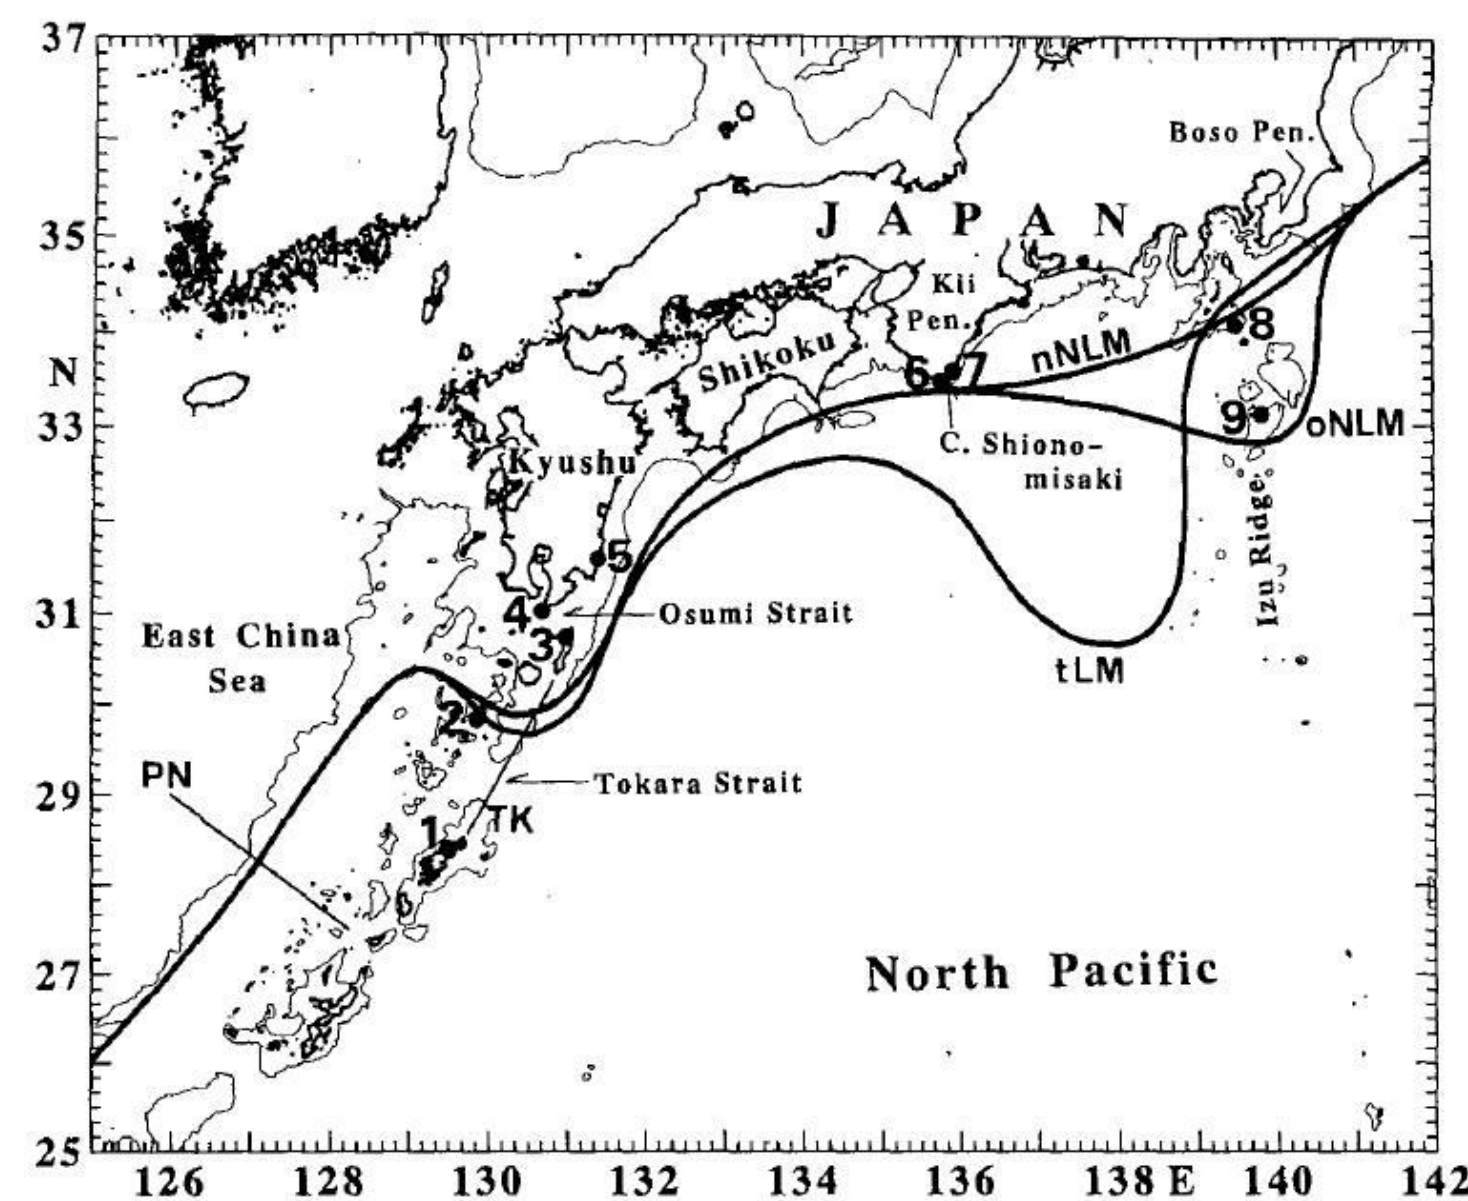 37
Boso Pen.
35
J A P A N
Kii
Pen.
N
Shikoku
nNLM
8
6 7
33
9
oNLM
C. Shiono-
misaki
Kyushu
Izu Ridge
5
31
4
Osumi Strait
3
East China
Sea
tLM
2
PN
29
Tokara Strait
TK
1
27
North Pacific
25
126 128 130 132 134 136 138 E 140 142